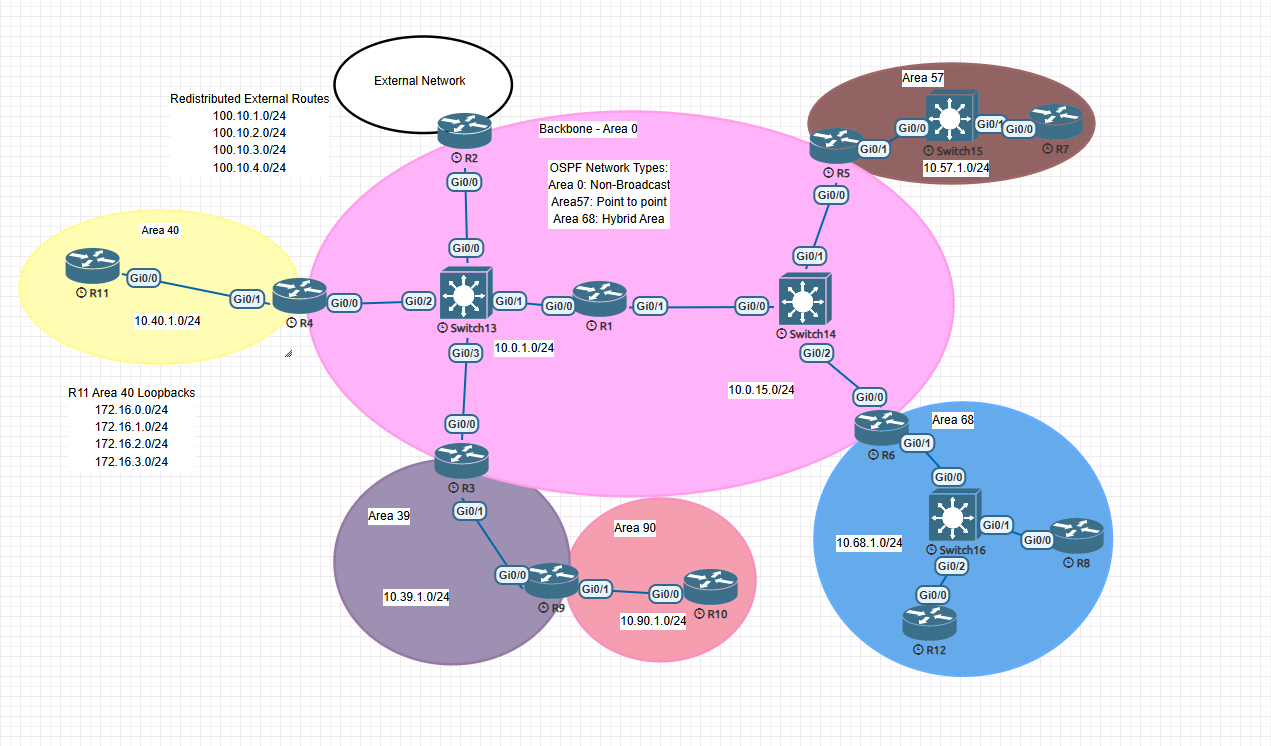 External Network
Redistributed External Routes
100.10.1.0/24
100.10.2.0/24
100.10.3.0/24
100.10.4.0/24
R2
Gi0/0
Backbone - Area 0
OSPF Network Types:
Area 0: Non-Broadcast
Area57: Point to point
Area 68: Hybrid Area
Area 57
R5
Gi0/1
Gi0/0
Switch15
Gi0/1
Gi0/0
R7
10.57.1.0/24
Gi0/0
Gi0/1
Area 40
R11
Gi0/0
10.40.1.0/24
Gi0/1
R4
Gi0/0
Gi0/2
Gi0/0
Switch13
Gi0/1
Gi0/3
10.0.1.0/24
Gi0/0
R1
Gi0/1
Gi0/0
Switch14
Gi0/2
10.0.15.0/24
Gi0/0
R6
R11 Area 40 Loopbacks
172.16.0.0/24
172.16.1.0/24
172.16.2.0/24
172.16.3.0/24
Gi0/0
R3
Gi0/1
Area 39
10.39.1.0/24
Gi0/0
R9
Gi0/1
Area 90
10.90.1.0/24
Gi0/0
R10
Area 68
Gi0/1
Gi0/0
10.68.1.0/24
Switch16
Gi0/1
Gi0/0
R8
Gi0/2
Gi0/0
R12